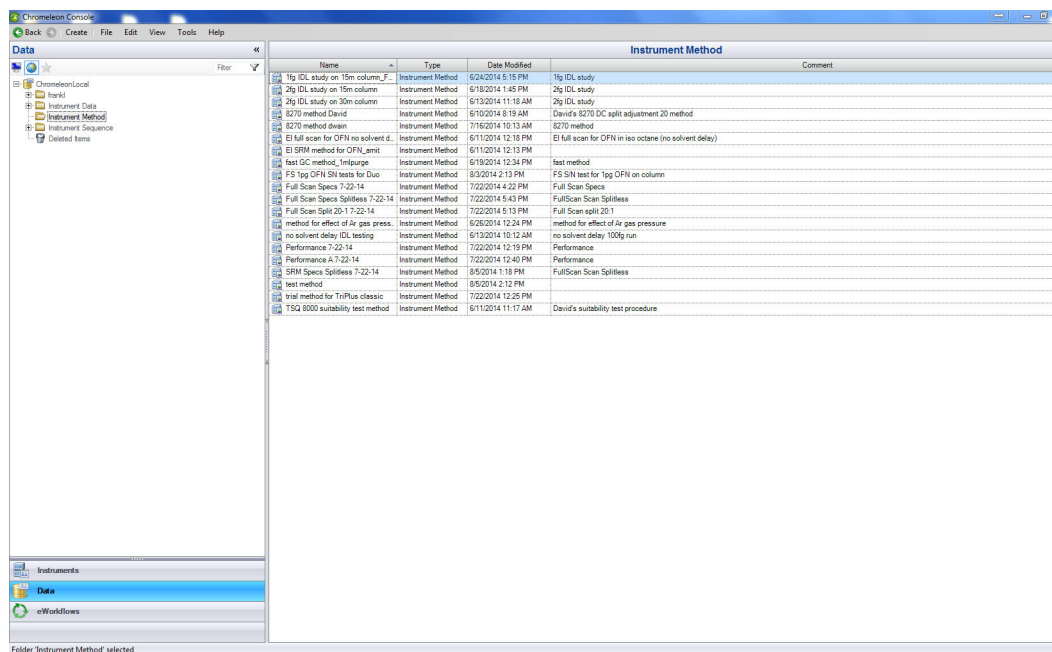 Chromeleon Console
Back Create File Edit View Tools Help
Data «
Filter
ChromeleonLocal
frankl
Instrument Data
Instrument Method
Instrument Sequence
Deleted Items
Instruments
Data
eWorkflows
Instrument Method
Name Type Date Modified Comment
1fg IDL study on 15m column_F... Instrument Method 6/24/2014 5:15 PM 1fg IDL study
2fg IDL study on 15m column Instrument Method 6/18/2014 1:45 PM 2fg IDL study
2fg IDL study on 30m column Instrument Method 6/13/2014 11:18 AM 2fg IDL study
8270 method David Instrument Method 6/10/2014 8:19 AM David's 8270 DC split adjustment 20 method
8270 method dwain Instrument Method 7/16/2014 10:13 AM 8270 method
EI full scan for OFN no solvent d... Instrument Method 6/11/2014 12:18 PM EI full scan for OFN in iso octane (no solvent delay)
EI SRM method for OFN_amit Instrument Method 6/11/2014 12:13 PM
fast GC method_1mlpurge Instrument Method 6/19/2014 12:34 PM fast method
FS 1pg OFN SN tests for Duo Instrument Method 8/3/2014 2:13 PM FS S/N test for 1pg OFN on column
Full Scan Specs 7-22-14 Instrument Method 7/22/2014 4:22 PM Full Scan Specs
Full Scan Specs Splitless 7-22-14 Instrument Method 7/22/2014 5:43 PM FullScan Scan Splitless
Full Scan Split 20-1 7-22-14 Instrument Method 7/22/2014 5:13 PM Full Scan split 20:1
method for effect of Ar gas press... Instrument Method 6/26/2014 12:24 PM method for effect of Ar gas pressure
no solvent delay IDL testing Instrument Method 6/13/2014 10:12 AM no solvent delay 100fg run
Performance 7-22-14 Instrument Method 7/22/2014 12:19 PM Performance
Performance A 7-22-14 Instrument Method 7/22/2014 12:40 PM Performance
SRM Specs Splitless 7-22-14 Instrument Method 8/5/2014 1:18 PM FullScan Scan Splitless
test method Instrument Method 8/5/2014 2:12 PM
trial method for TriPlus classic Instrument Method 7/22/2014 12:25 PM
TSQ 8000 suitability test method Instrument Method 6/11/2014 11:17 AM David's suitability test procedure
Folder 'Instrument Method' selected